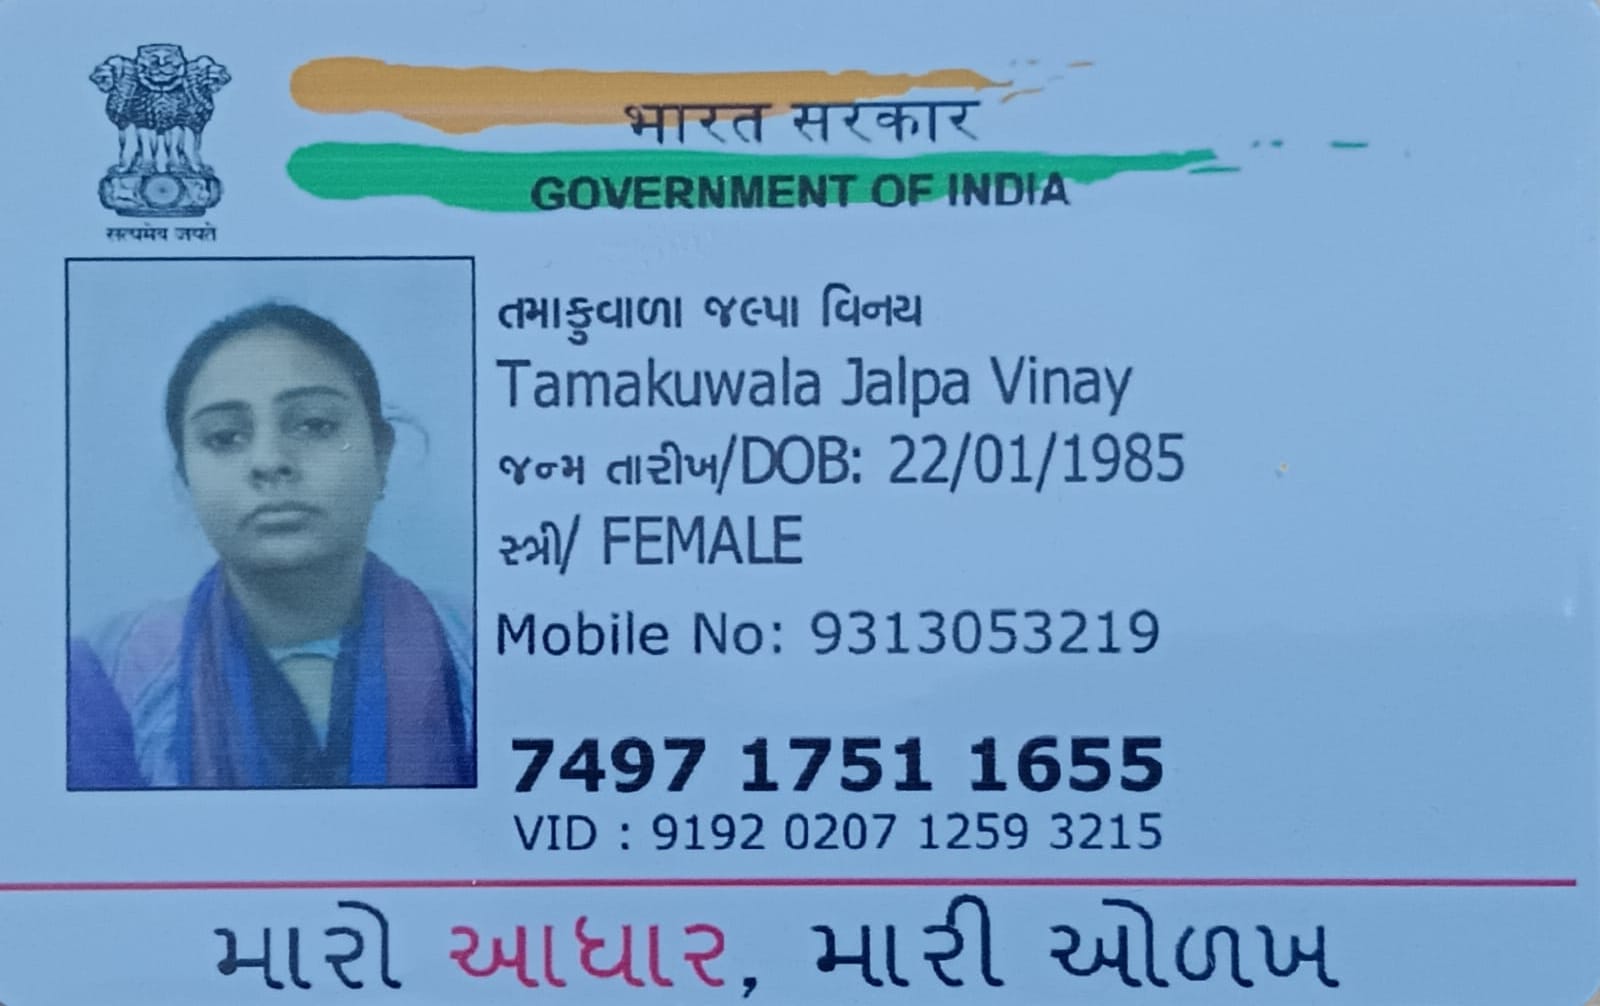 भारत सरकार
GOVERNMENT OF INDIA
सत्यमेव जयते
તમાકુવાળા જલ્પા વિનય
Tamakuwala Jalpa Vinay
જન્મ તારીખ/DOB: 22/01/1985
સ્ત્રી/ FEMALE
Mobile No: 9313053219
7497 1751 1655
VID : 9192 0207 1259 3215
મારો આધાર, મારી ઓળખ